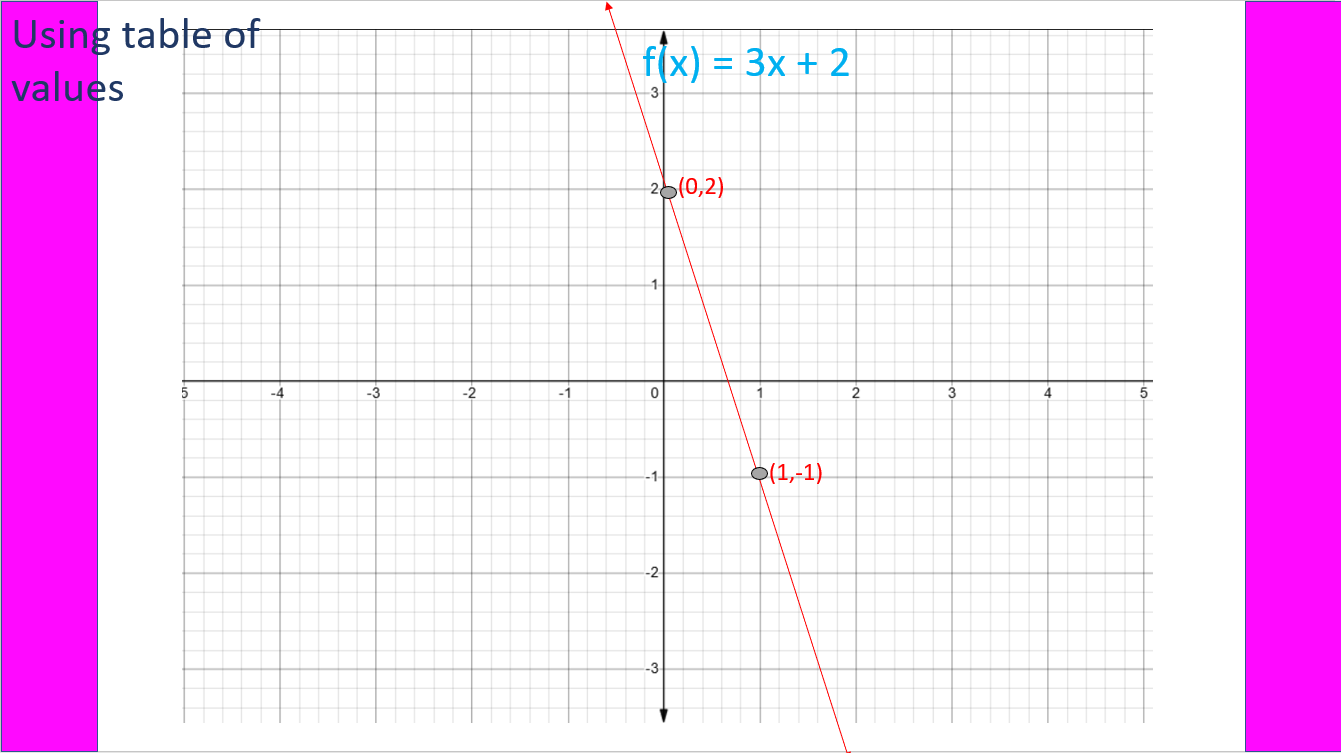 Using table of
values
f(x) = 3x + 2
3
2
(0,2)
1
5 -4 -3 -2 -1 0 1 2 3 4 5
-1
(1,-1)
-2
-3